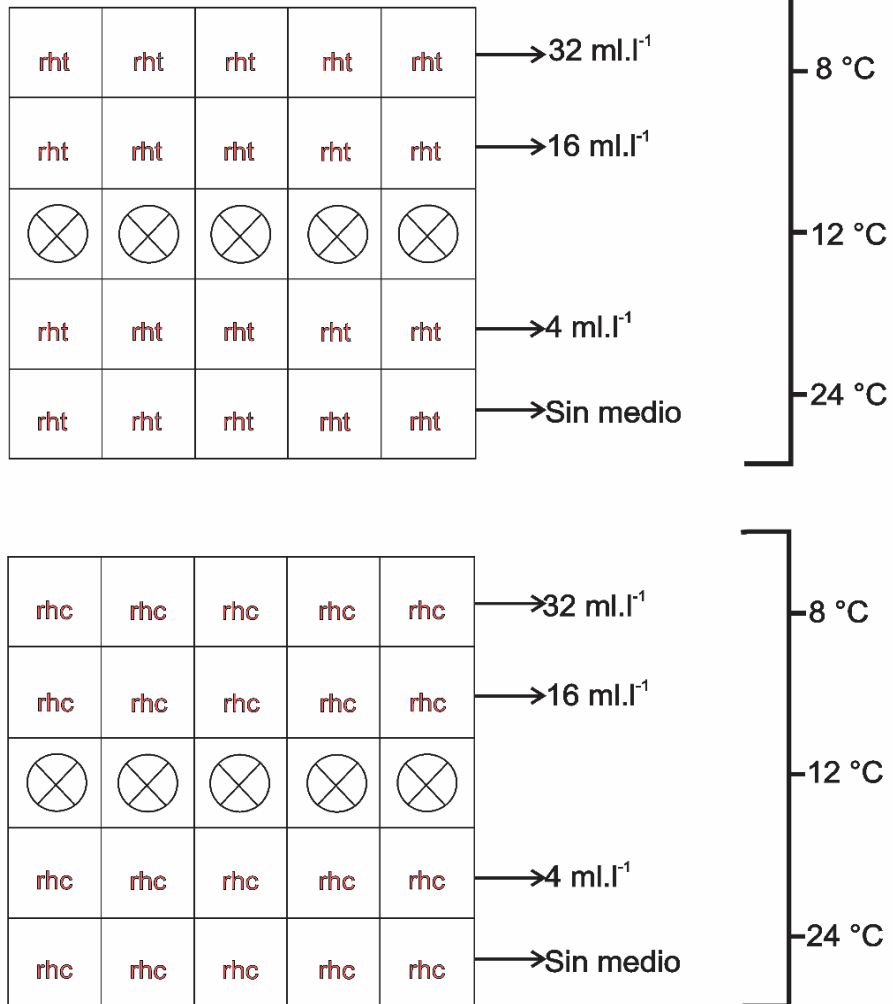 rht rht rht rht rht 32 ml.l⁻¹
8 °C
rht rht rht rht rht 16 ml.l⁻¹
12 °C
rht rht rht rht rht 4 ml.l⁻¹
24 °C
rht rht rht rht rht Sin medio
rhc rhc rhc rhc rhc 32 ml.l⁻¹
8 °C
rhc rhc rhc rhc rhc 16 ml.l⁻¹
12 °C
rhc rhc rhc rhc rhc 4 ml.l⁻¹
24 °C
rhc rhc rhc rhc rhc Sin medio